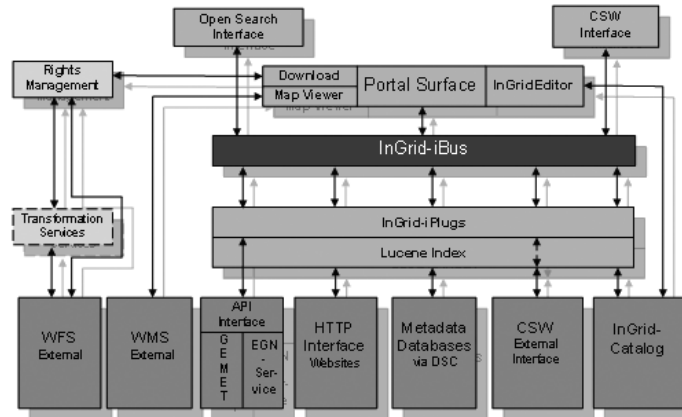 Open Search
Interface
CSW
Interface
Rights
Management
Download
Map Viewer
Portal Surface
InGridEditor
Map Viewer
InGrid-iBus
Transformation
Services
InGrid-iPlugs
Lucene Index
WFS
External
WMS
External
API
Interface
G
E
M
E
T
EGN
-
Ser-
vice
HTTP
Interface
Websites
Metadata
Databases
via DSC
CSW
External
Interface
InGrid-
Catalog